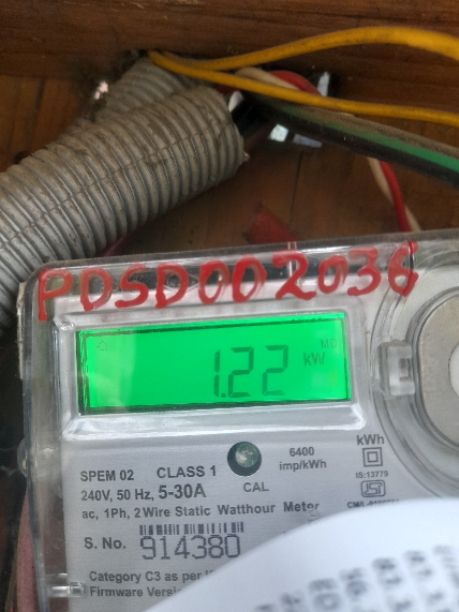 PDSD002036
MD
1.22 kW
6400
imp/kWh
kWh
IS:13779
SPEM 02 CLASS 1
240V, 50 Hz, 5-30A
CAL
ac, 1Ph, 2 Wire Static Watthour Meter
S. No. 914380
Category C3 as per
Firmware